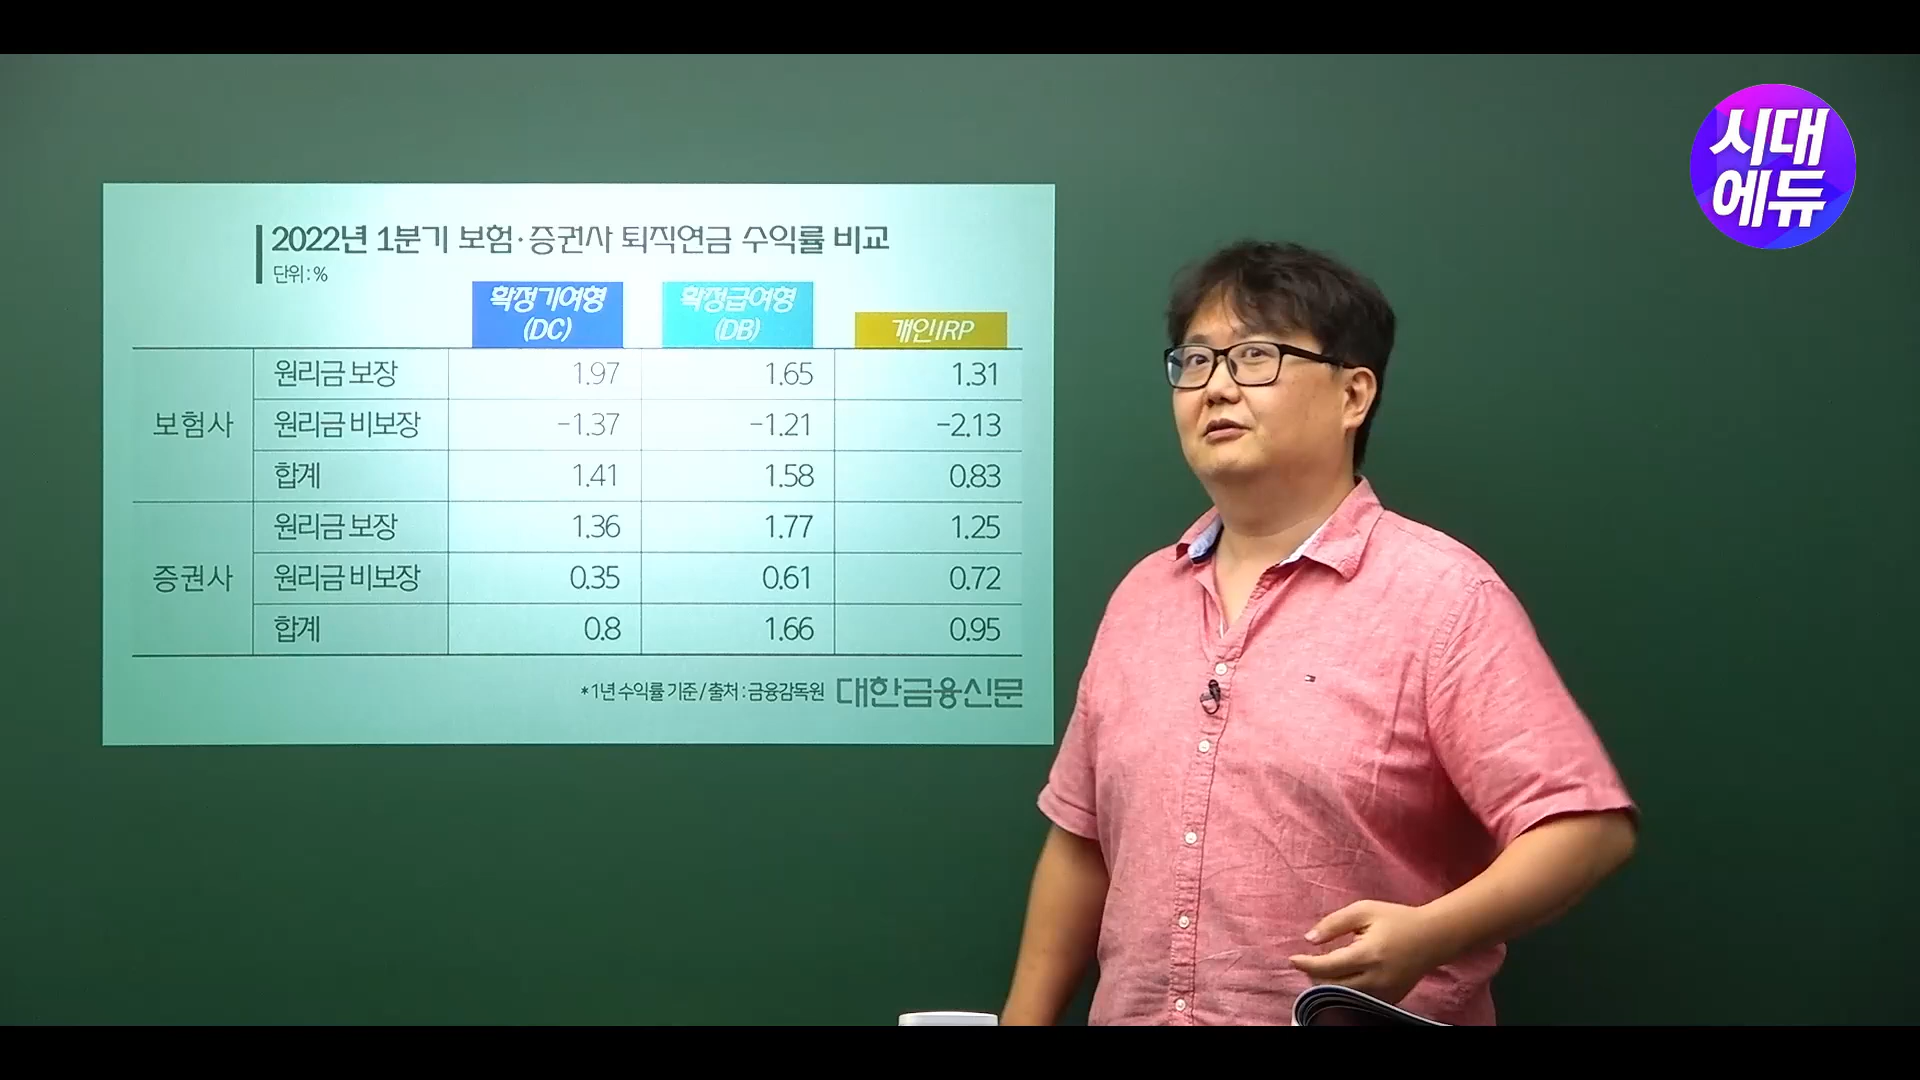 시대
에듀
2022년 1분기 보험·증권사 퇴직연금 수익률 비교
단위 : %
확정기여형
(DC)
확정급여형
(DB)
개인IRP
보험사
원리금 보장 1.97 1.65 1.31
원리금 비보장 -1.37 -1.21 -2.13
합계 1.41 1.58 0.83
증권사
원리금 보장 1.36 1.77 1.25
원리금 비보장 0.35 0.61 0.72
합계 0.8 1.66 0.95
*1년 수익률 기준 / 출처 : 금융감독원 대한금융신문